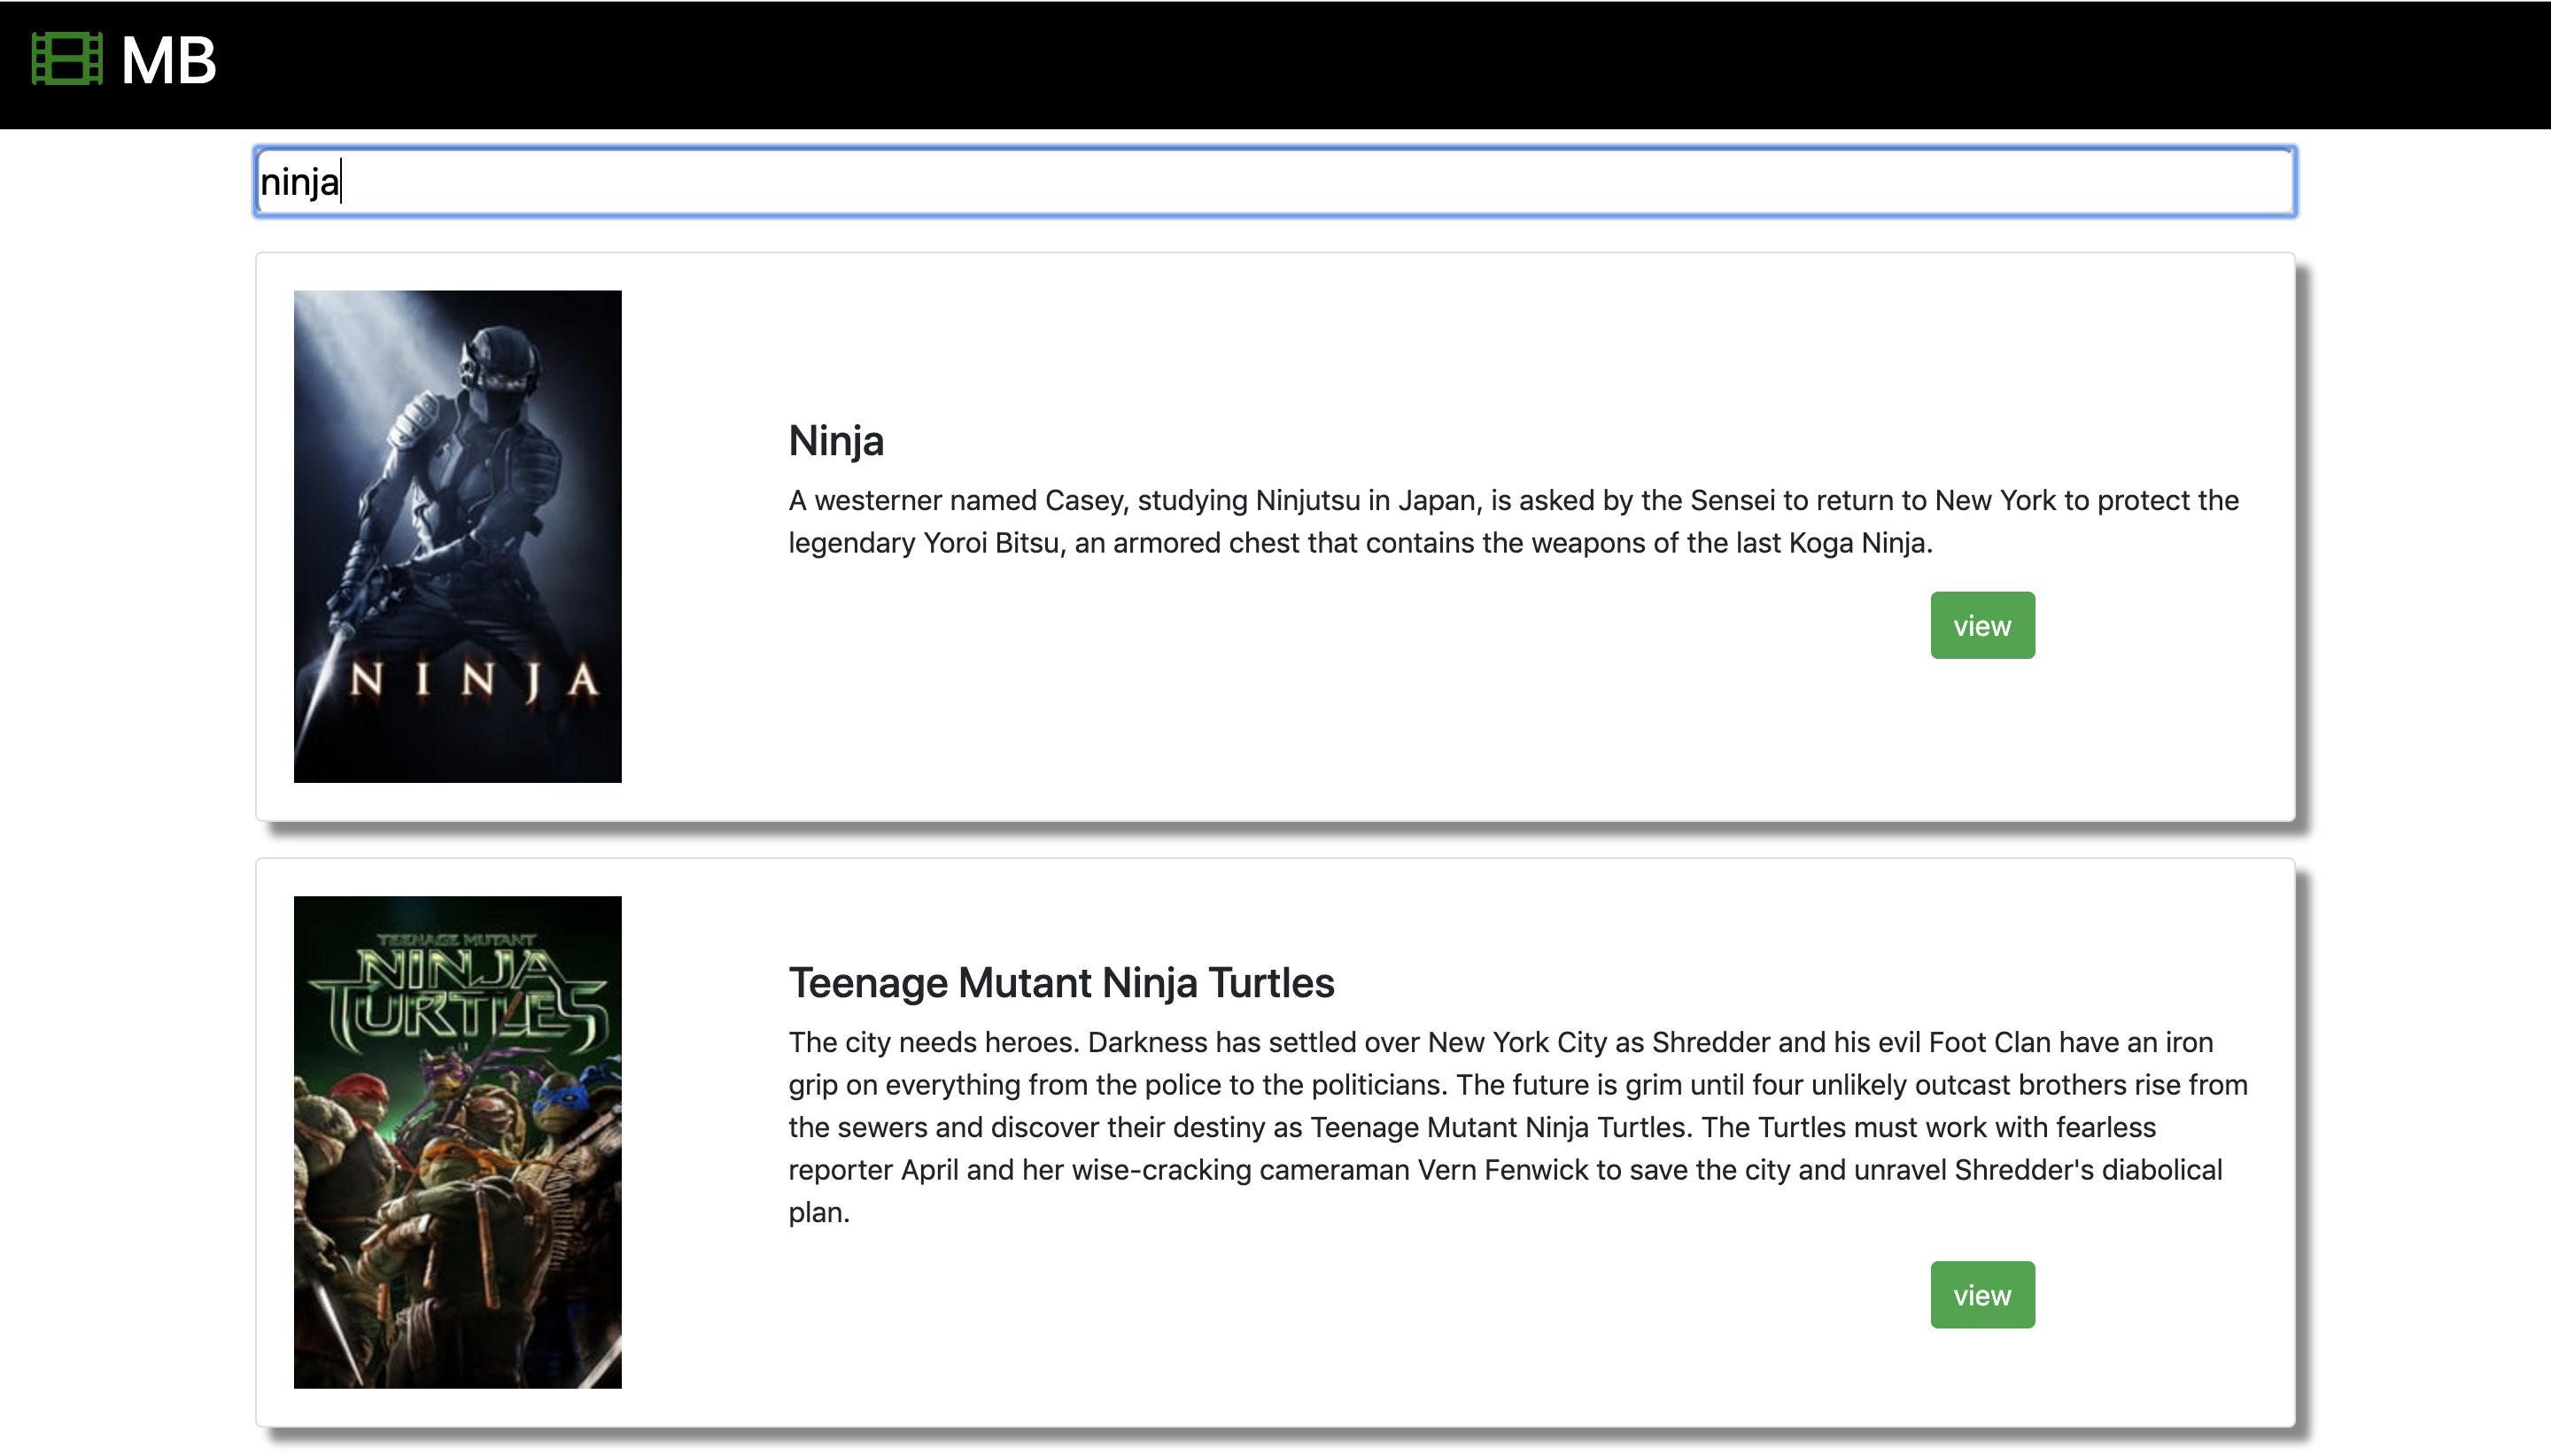 MB
ninja
NINJA
Ninja
A westerner named Casey, studying Ninjutsu in Japan, is asked by the Sensei to return to New York to protect the
legendary Yoroi Bitsu, an armored chest that contains the weapons of the last Koga Ninja.
view
TEENAGE MUTANT
NINJA
TURTLES
Teenage Mutant Ninja Turtles
The city needs heroes. Darkness has settled over New York City as Shredder and his evil Foot Clan have an iron
grip on everything from the police to the politicians. The future is grim until four unlikely outcast brothers rise from
the sewers and discover their destiny as Teenage Mutant Ninja Turtles. The Turtles must work with fearless
reporter April and her wise-cracking cameraman Vern Fenwick to save the city and unravel Shredder's diabolical
plan.
view